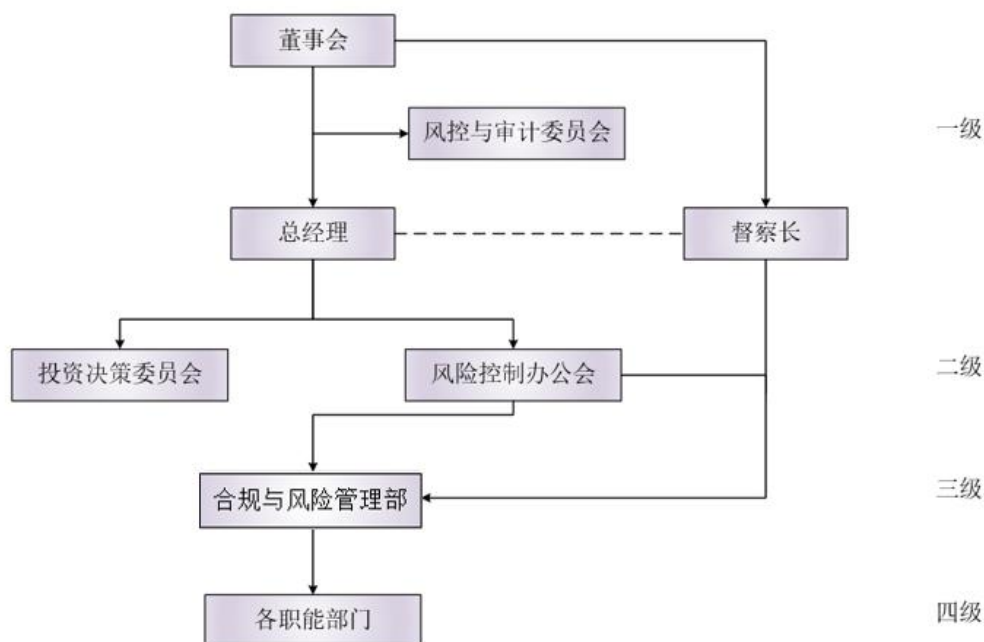 董事会
风控与审计委员会
一级
总经理
督察长
投资决策委员会
风险控制办公会
二级
合规与风险管理部
三级
各职能部门
四级